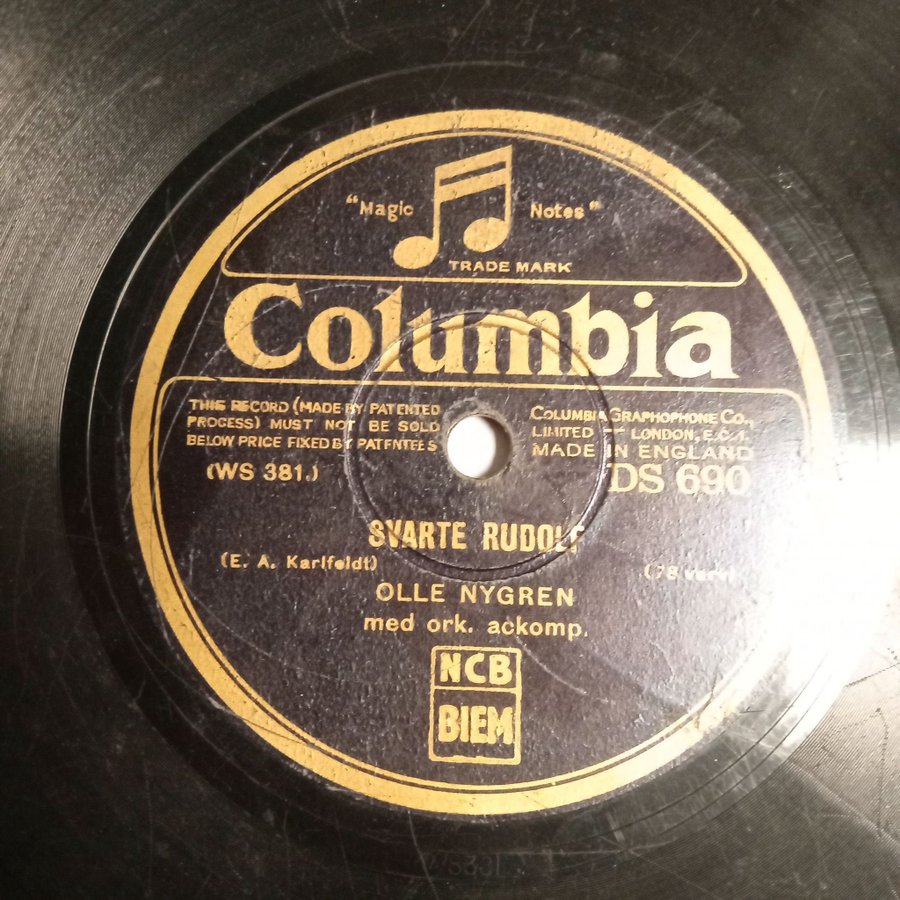 "Magic Notes"
TRADE MARK
Columbia
THIS RECORD (MADE BY PATENTED
PROCESS) MUST NOT BE SOLD
BELOW PRICE FIXED BY PATENTEES
(WS 381.)
COLUMBIA GRAPHOPHONE CO.,
LIMITED — LONDON, E.C.1.
MADE IN ENGLAND
DS 690
SVARTE RUDOLF
(E. A. Karlfeldt)
(78 varv)
OLLE NYGREN
med ork. ackomp.
NCB
BIEM